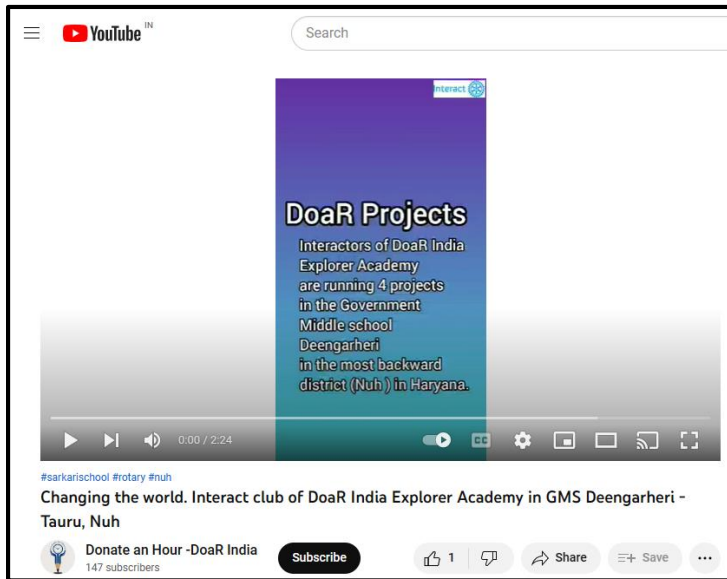 YouTube IN
Search
Interact
DoaR Projects
Interactors of DoaR India
Explorer Academy
are running 4 projects
in the Government
Middle school
Deengarheri
in the most backward
district (Nuh ) in Haryana.
0:00 / 2:24
CC
#sarkarischool #rotary #nuh
Changing the world. Interact club of DoaR India Explorer Academy in GMS Deengarheri -
Tauru, Nuh
Donate an Hour -DoaR India
147 subscribers
Subscribe
1
Share
Save